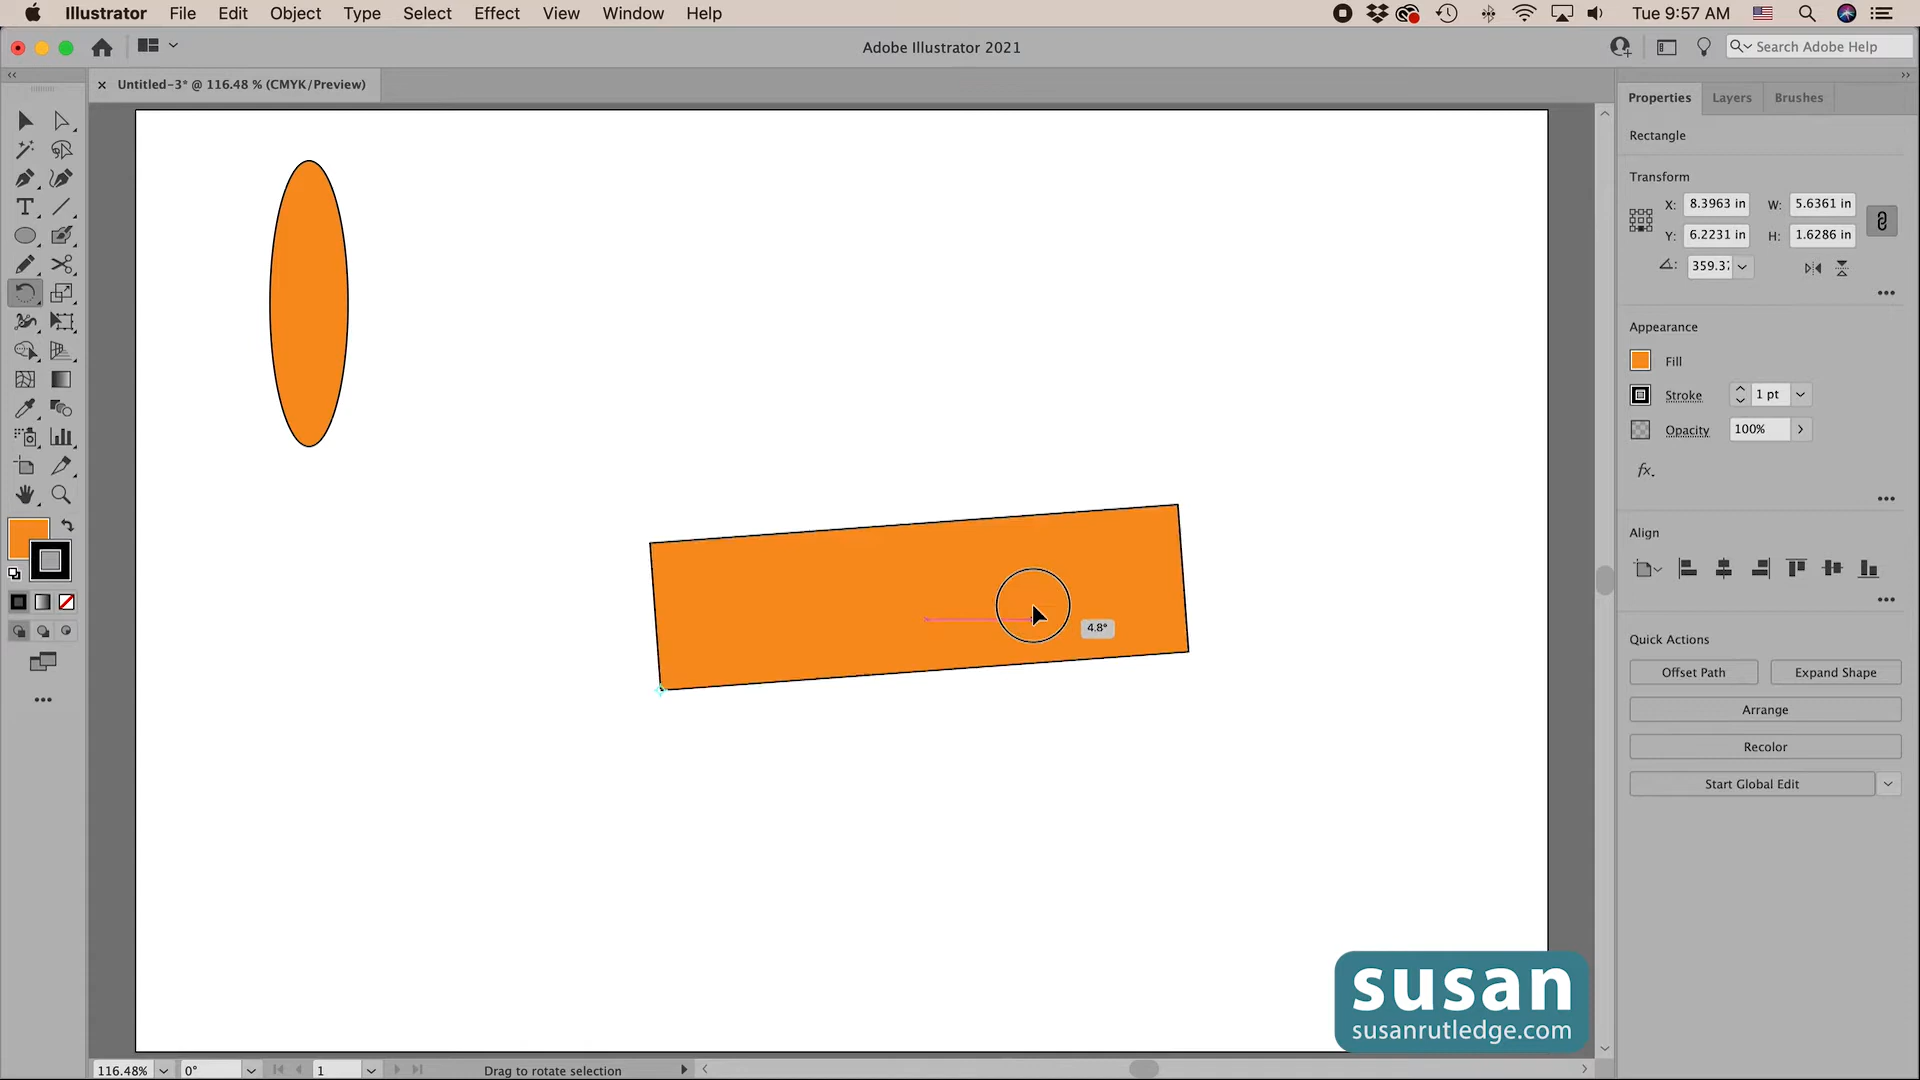 Illustrator File Edit Object Type Select Effect View Window Help
Tue 9:57 AM
Adobe Illustrator 2021
Search Adobe Help
Untitled-3* @ 116.48 % (CMYK/Preview)
Properties Layers Brushes
Rectangle
Transform
X: 8.3963 in W: 5.6361 in
Y: 6.2231 in H: 1.6286 in
359.3
Appearance
Fill
Stroke 1 pt
Opacity 100%
fx
Align
4.8°
Quick Actions
Offset Path Expand Shape
Arrange
Recolor
Start Global Edit
susan
susanrutledge.com
116.48% 0° 1 Drag to rotate selection